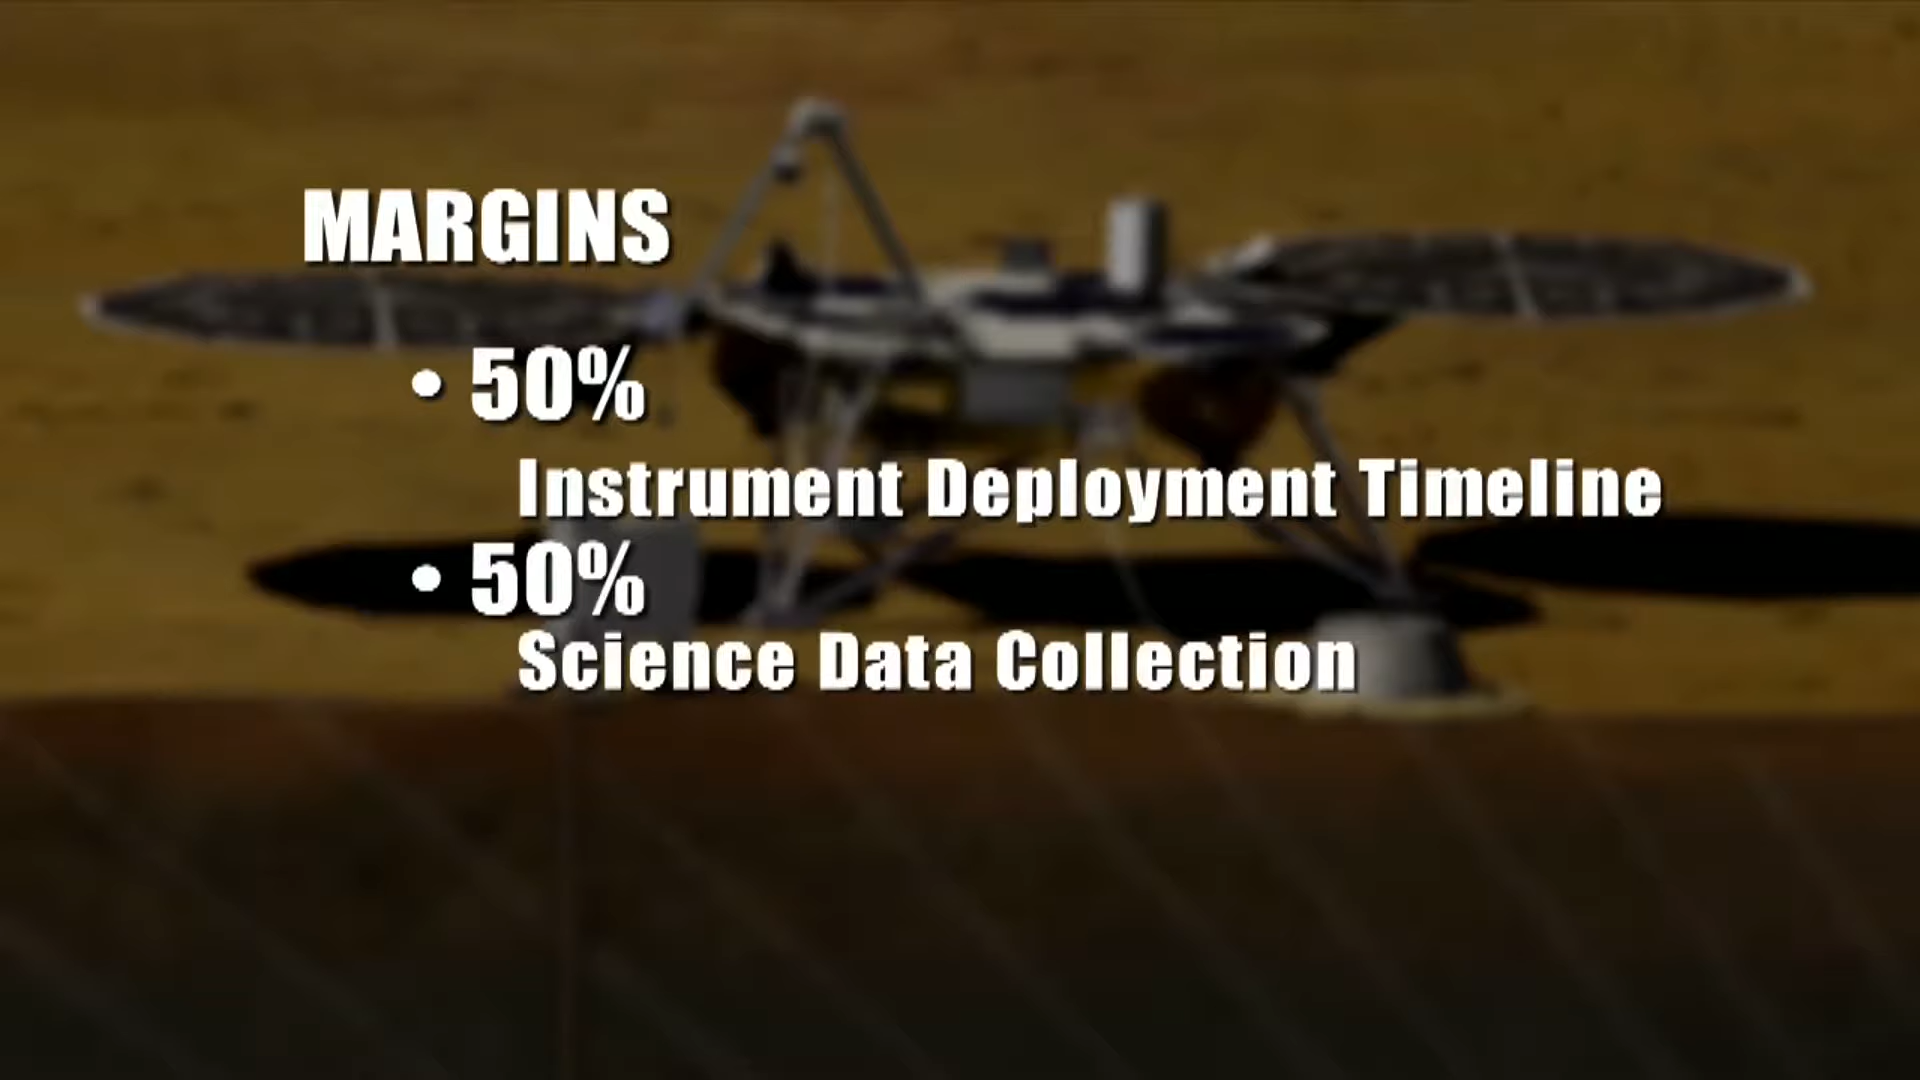 MARGINS
• 50%
Instrument Deployment Timeline
• 50%
Science Data Collection